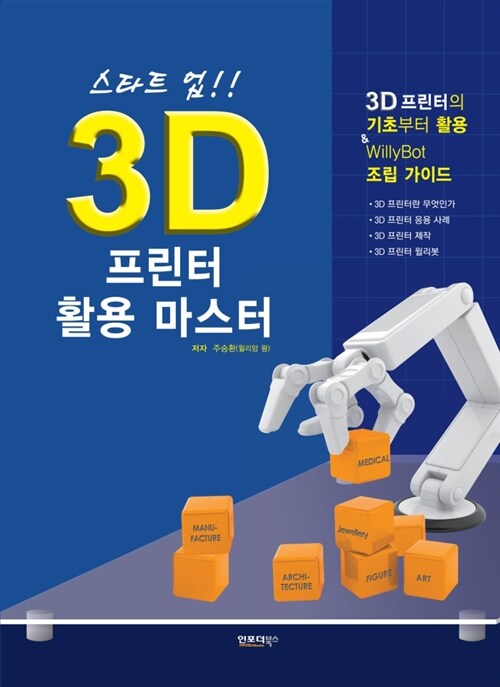 스타트 업!!
3D
프린터
활용 마스터
저자 주승환(윌리암 왕)
3D 프린터의
기초부터 활용
&
WillyBot
조립 가이드
• 3D 프린터란 무엇인가
• 3D 프린터 응용 사례
• 3D 프린터 제작
• 3D 프린터 윌리봇
MEDICAL
MANU-
FACTURE
Jewellery
ARCHI-
TECTURE
FIGURE
ART
인포더북스